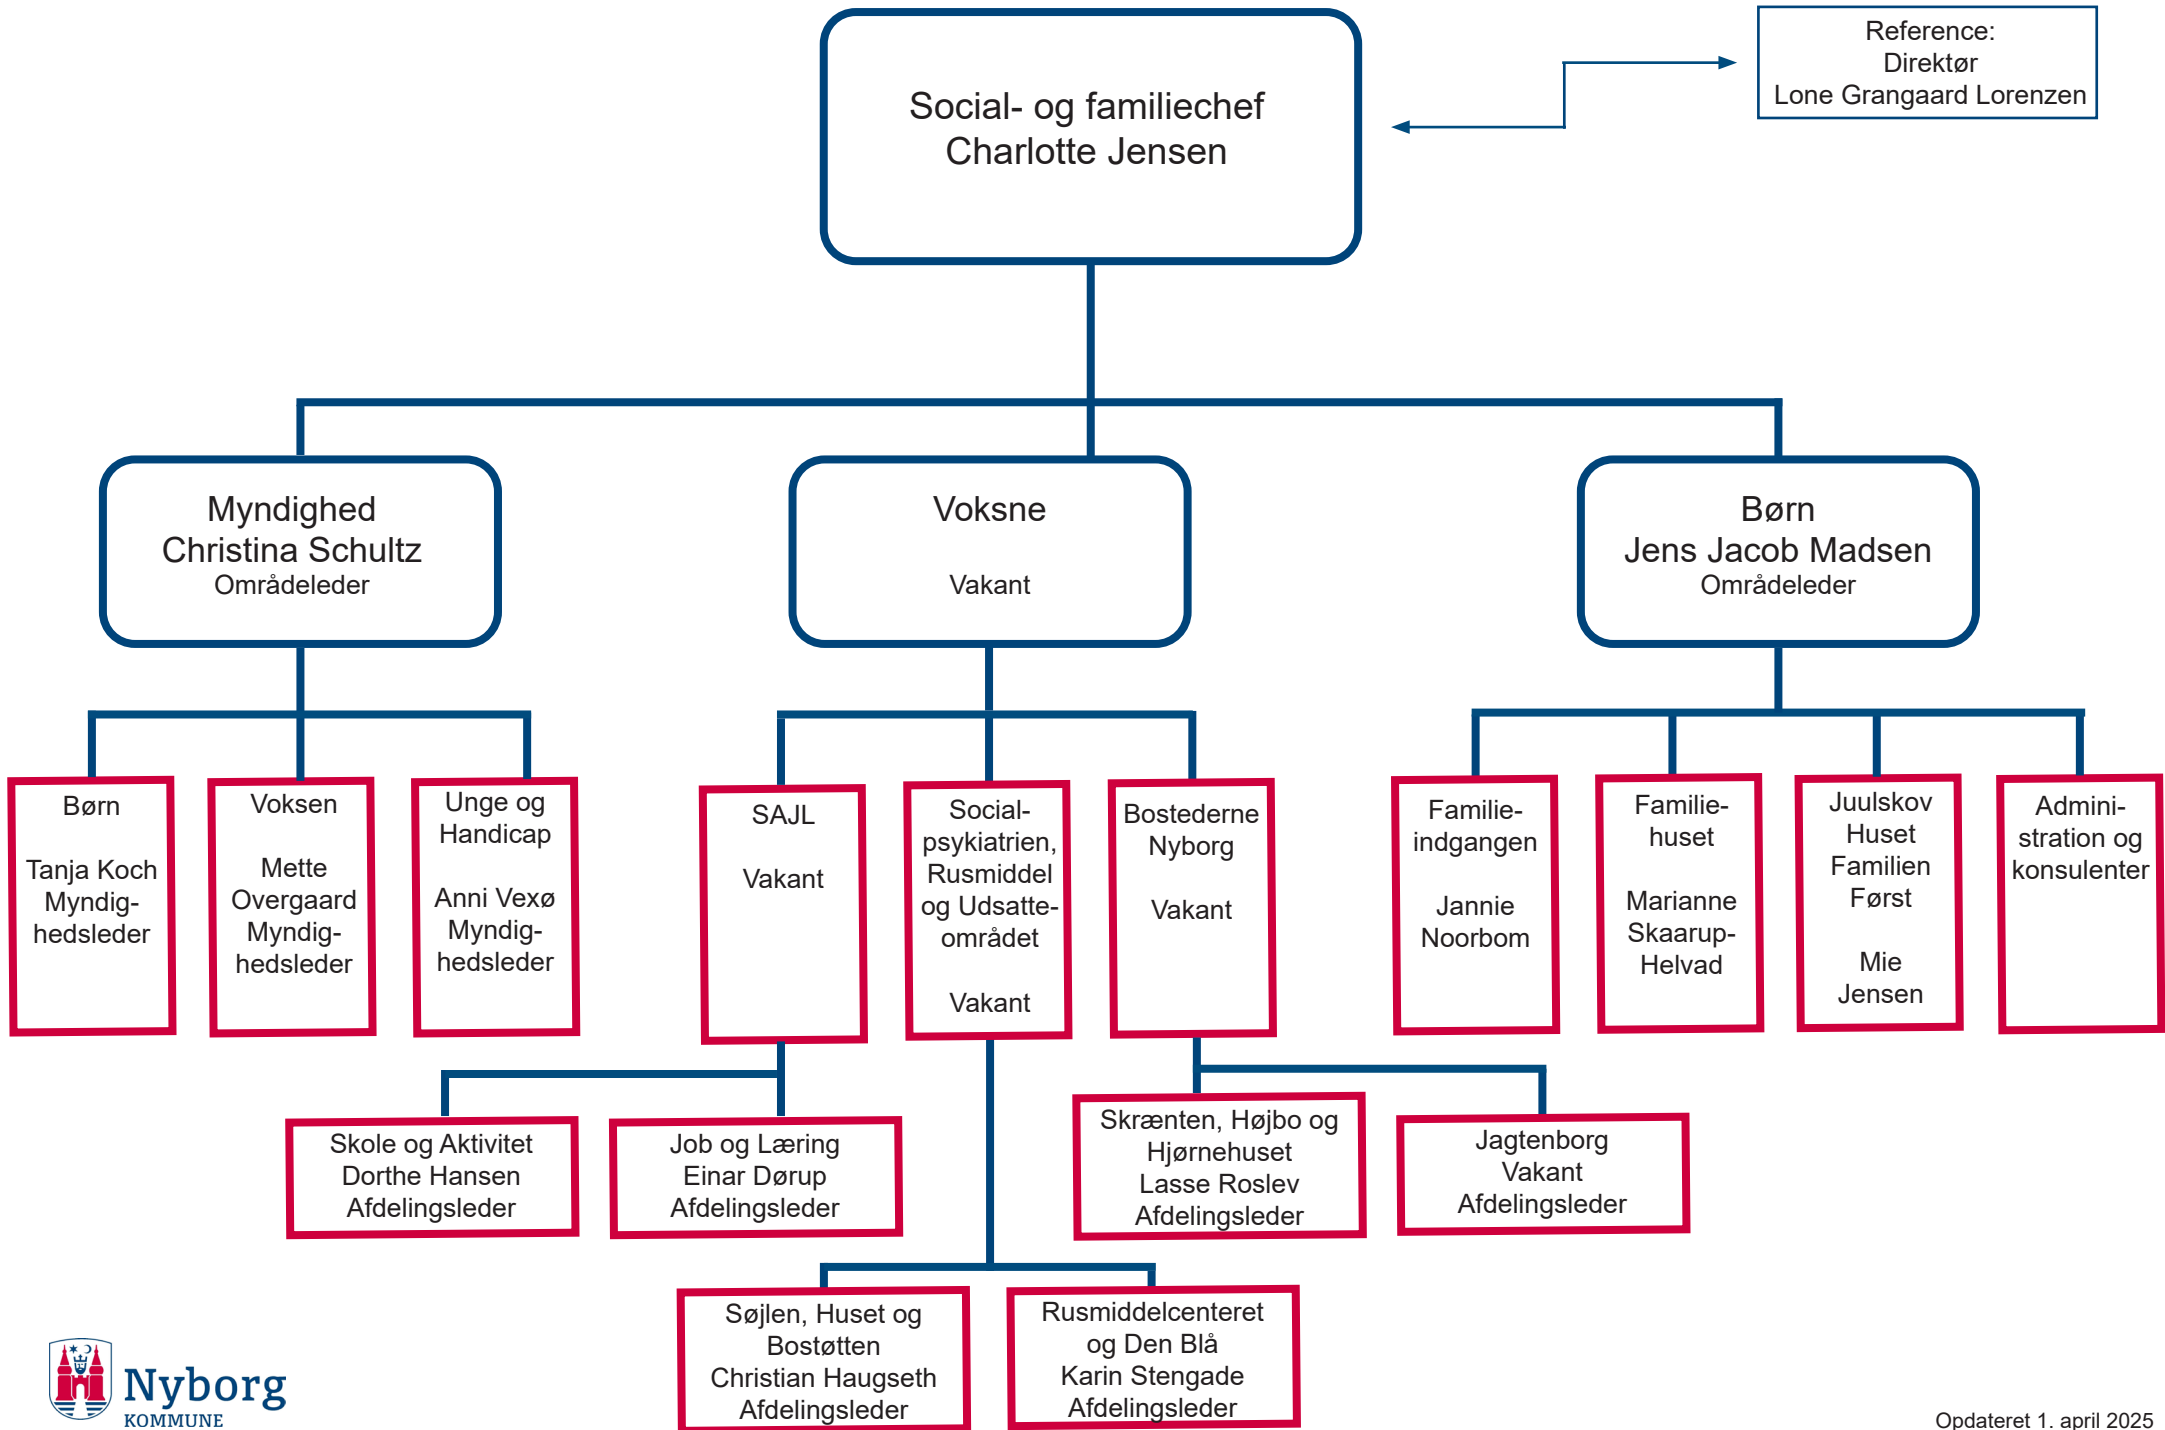 Social- og familiechef
Charlotte Jensen
Reference:
Direktør
Lone Grangaard Lorenzen
Myndighed
Christina Schultz
Områdeleder
Voksne
Vakant
Børn
Jens Jacob Madsen
Områdeleder
Børn
Tanja Koch
Myndig-
hedsleder
Voksen
Mette
Overgaard
Myndig-
hedsleder
Unge og
Handicap
Anni Vexø
Myndig-
hedsleder
SAJL
Vakant
Social-
psykiatrien,
Rusmiddel
og Udsatte-
området
Vakant
Bostederne
Nyborg
Vakant
Familie-
indgangen
Jannie
Noorbom
Familie-
huset
Marianne
Skaarup-
Helvad
Juulskov
Huset
Familien
Først
Mie
Jensen
Admini-
stration og
konsulenter
Skole og Aktivitet
Dorthe Hansen
Afdelingsleder
Job og Læring
Einar Dørup
Afdelingsleder
Skrænten, Højbo og
Hjørnehuset
Lasse Roslev
Afdelingsleder
Jagtenborg
Vakant
Afdelingsleder
Søjlen, Huset og
Bostøtten
Christian Haugseth
Afdelingsleder
Rusmiddelcenteret
og Den Blå
Karin Stengade
Afdelingsleder
Nyborg
KOMMUNE
Opdateret 1. april 2025